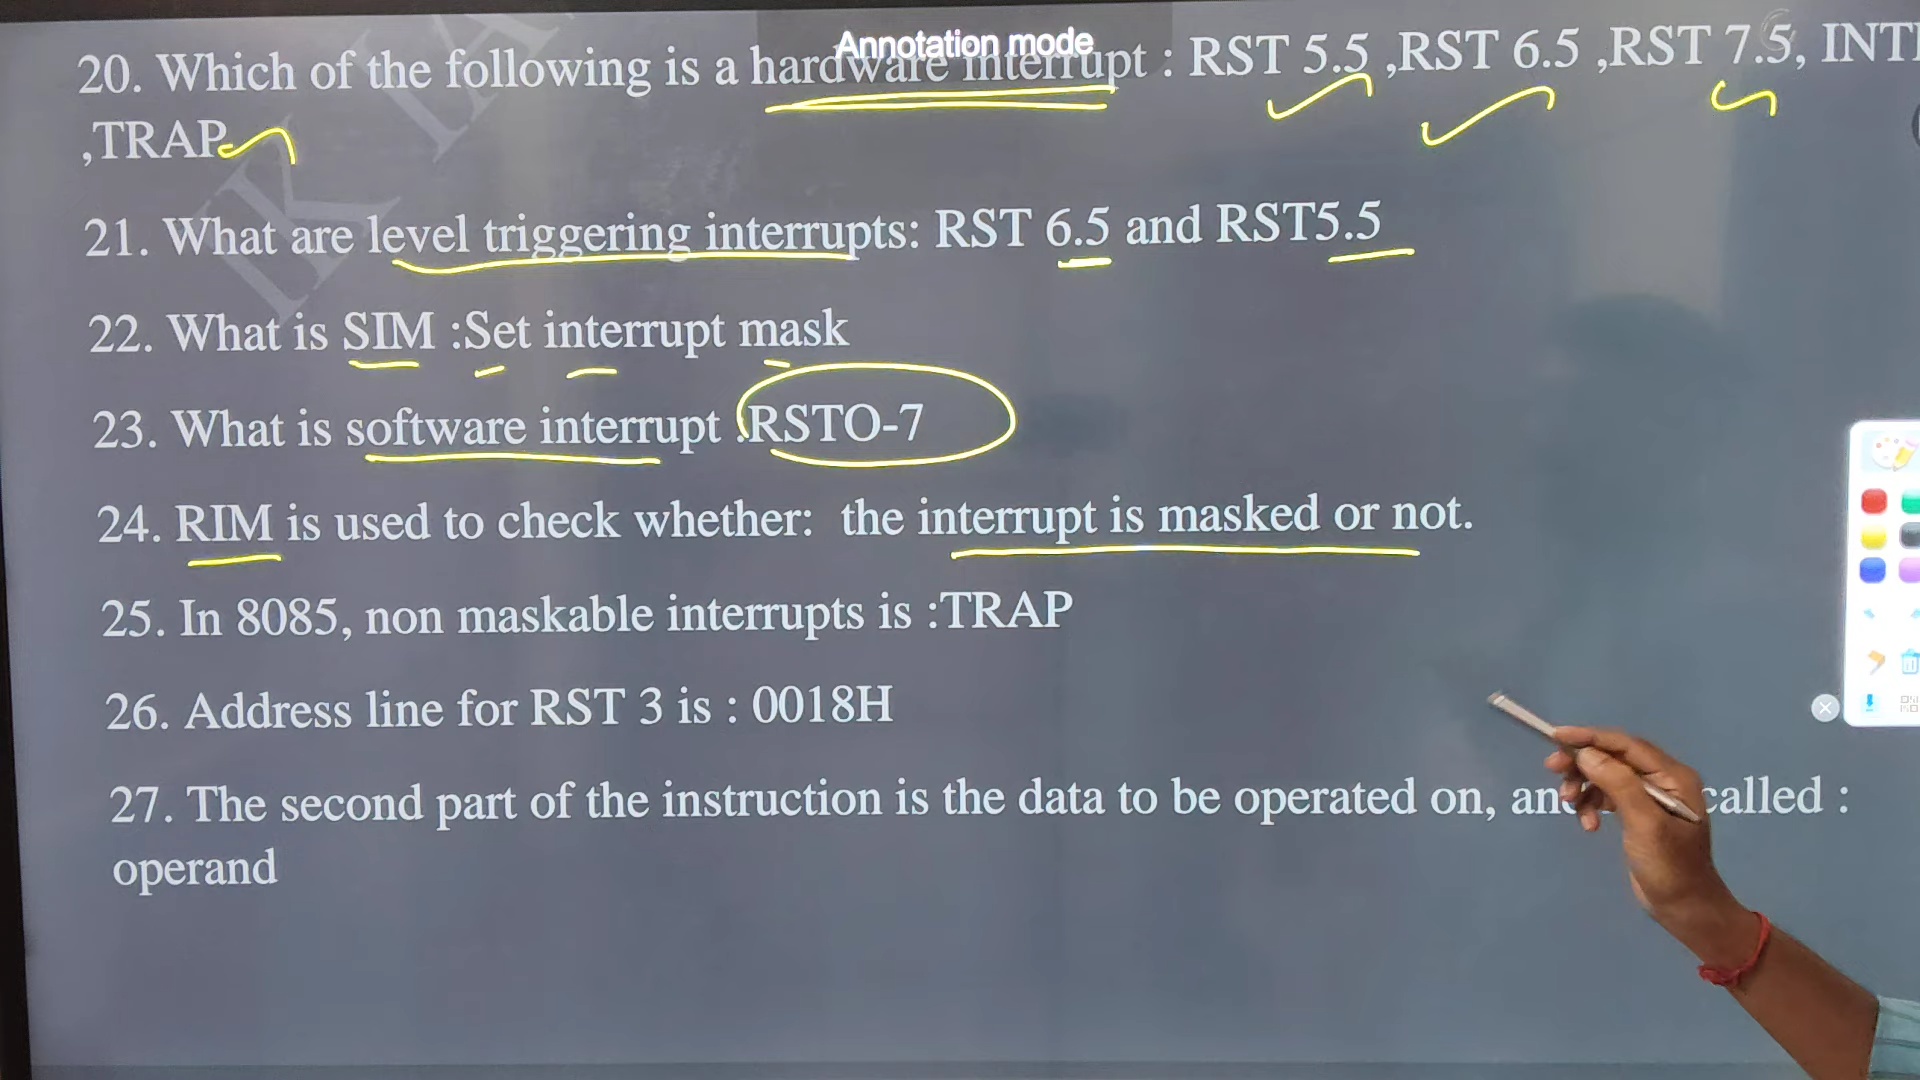 Annotation mode
20. Which of the following is a hardware interrupt : RST 5.5 ,RST 6.5 ,RST 7.5, INT
,TRAP
21. What are level triggering interrupts: RST 6.5 and RST5.5
22. What is SIM :Set interrupt mask
23. What is software interrupt :RSTO-7
24. RIM is used to check whether: the interrupt is masked or not.
25. In 8085, non maskable interrupts is :TRAP
26. Address line for RST 3 is : 0018H
27. The second part of the instruction is the data to be operated on, called :
operand